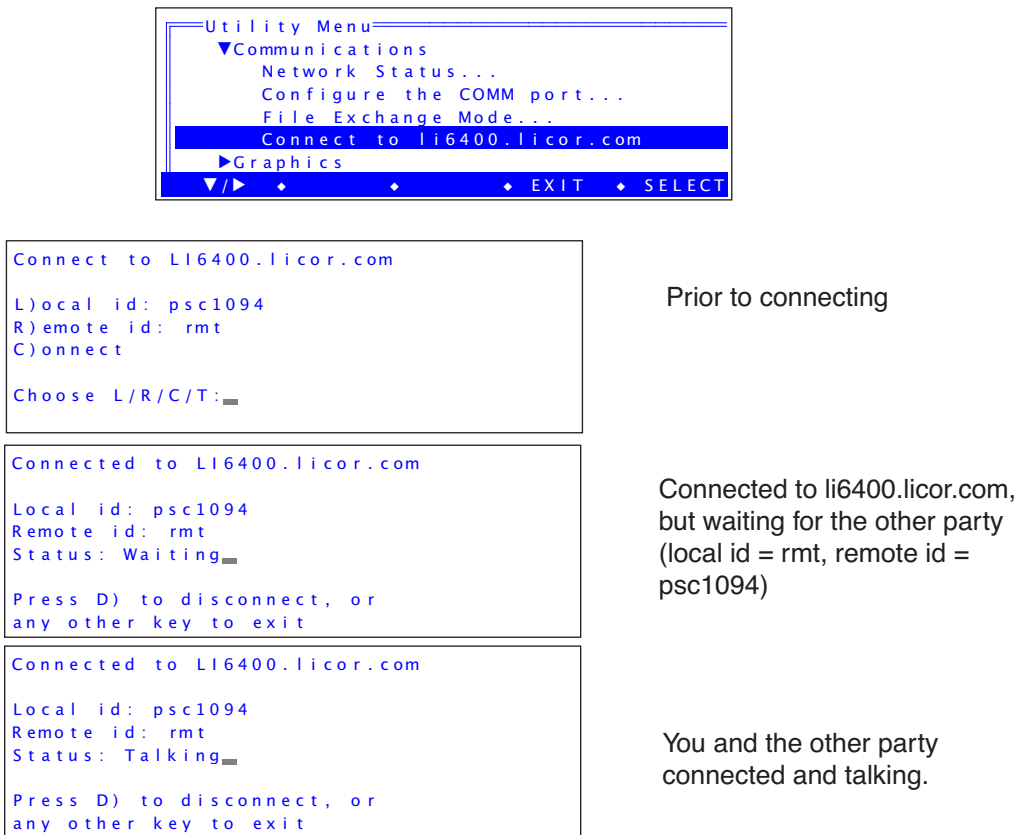 Utility Menu
▼Communications
Network Status...
Configure the COMM port...
File Exchange Mode...
Connect to li6400.licor.com
▶Graphics
▼/▶ ◆ ◆ ◆ EXIT ◆ SELECT
Connect to LI6400.licor.com
L)ocal id: psc1094
R)emote id: rmt
C)onnect
Choose L/R/C/T:
Prior to connecting
Connected to LI6400.licor.com
Local id: psc1094
Remote id: rmt
Status: Waiting
Press D) to disconnect, or
any other key to exit
Connected to li6400.licor.com,
but waiting for the other party
(local id = rmt, remote id =
psc1094)
Connected to LI6400.licor.com
Local id: psc1094
Remote id: rmt
Status: Talking
Press D) to disconnect, or
any other key to exit
You and the other party
connected and talking.